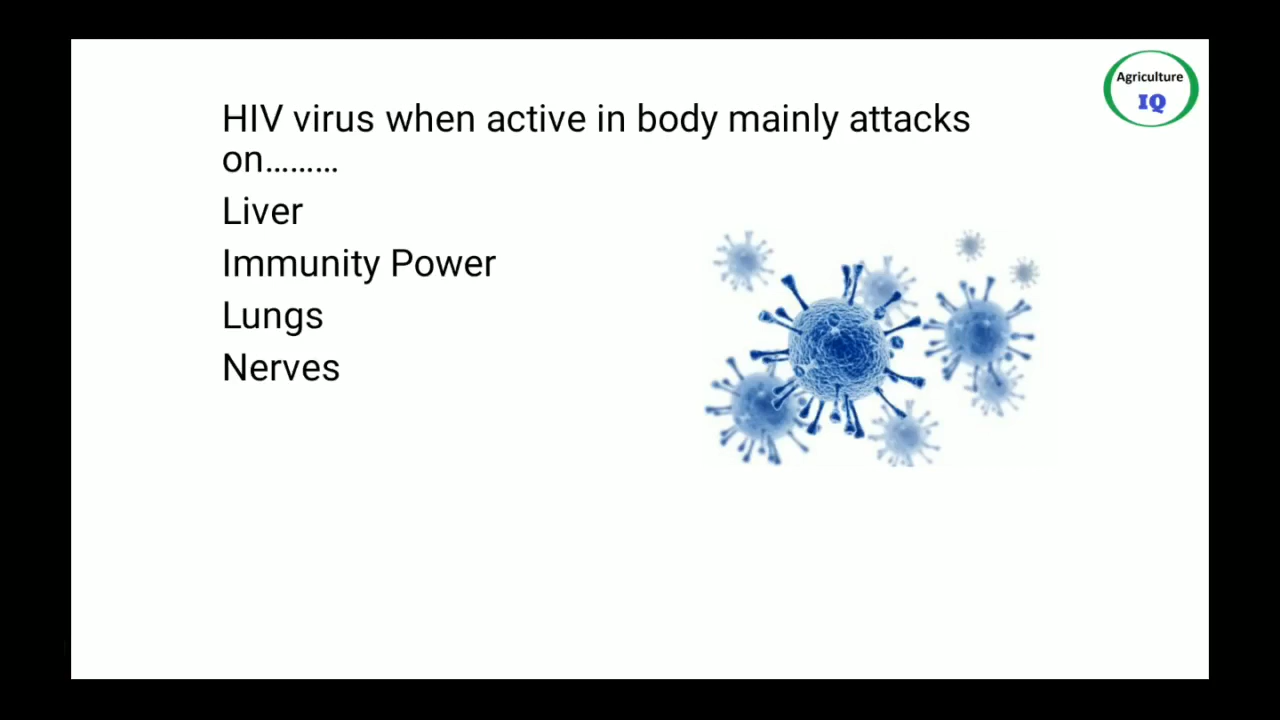 Agriculture
IQ
HIV virus when active in body mainly attacks
on.........
Liver
Immunity Power
Lungs
Nerves